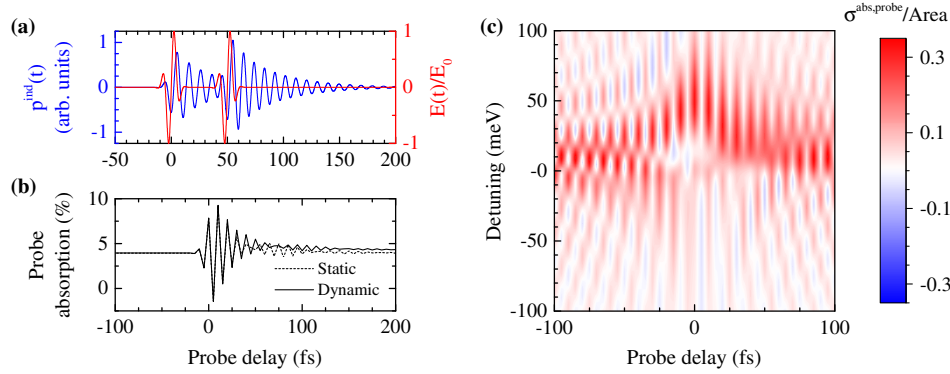 (a)
p^ind(t)
(arb. units)
1
0
-1
1
0
-1
E(t)/E₀
-50 0 50 100 150 200
(b)
Probe
absorption (%)
10
5
0
Static
Dynamic
-100 0 100 200
Probe delay (fs)
(c)
Detuning (meV)
100
50
-0
-50
-100
-100 0 100
Probe delay (fs)
σ^abs,probe/Area
0.3
0.1
-0.1
-0.3